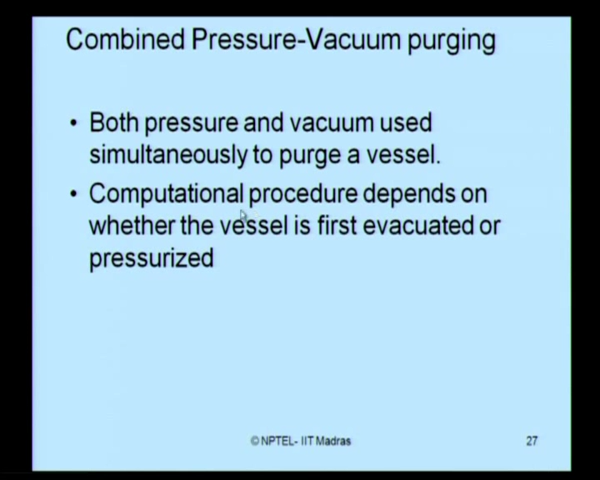 Combined Pressure-Vacuum purging
• Both pressure and vacuum used
simultaneously to purge a vessel.
• Computational procedure depends on
whether the vessel is first evacuated or
pressurized
© NPTEL- IIT Madras
27